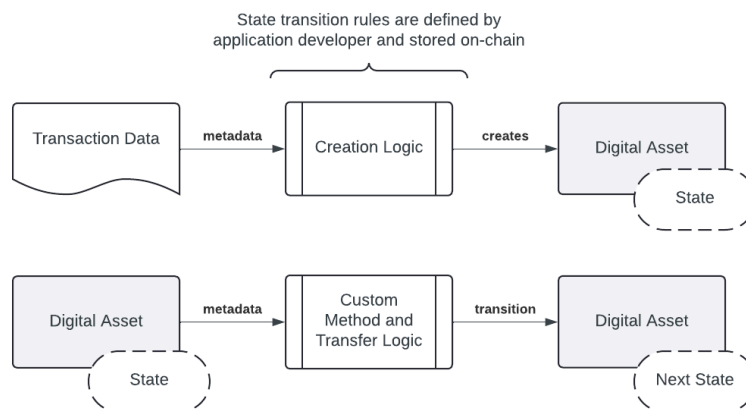 State transition rules are defined by
application developer and stored on-chain
Transaction Data
metadata
Creation Logic
creates
Digital Asset
State
Digital Asset
State
metadata
Custom
Method and
Transfer Logic
transition
Digital Asset
Next State